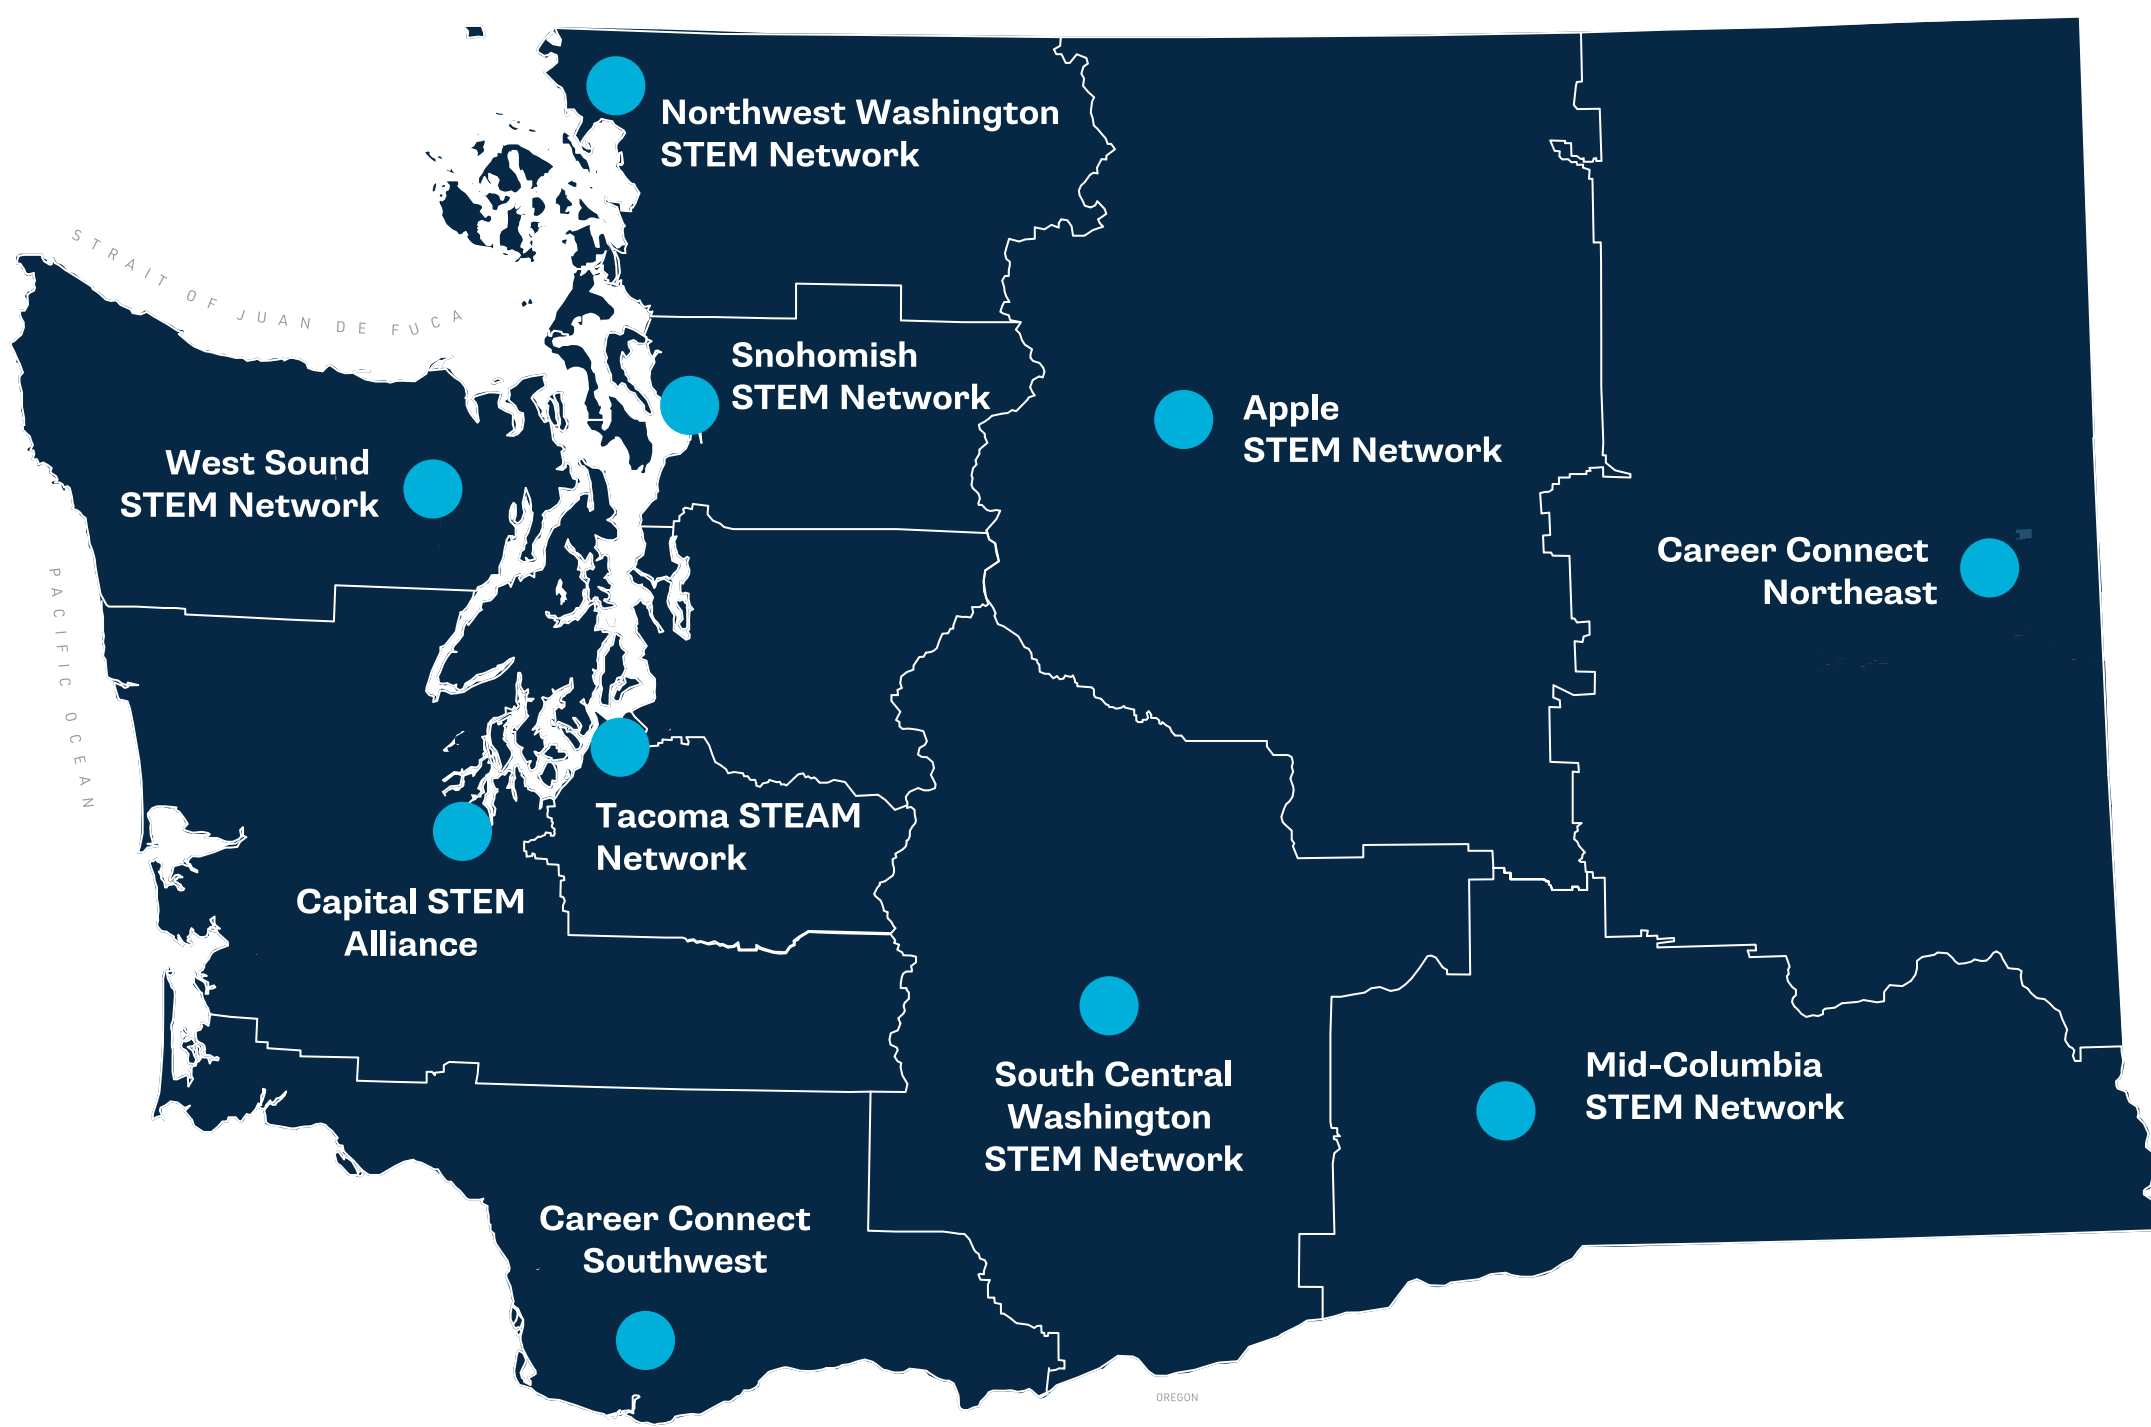 Northwest Washington
STEM Network
STRAIT OF JUAN DE FUCA
Snohomish
STEM Network
Apple
STEM Network
West Sound
STEM Network
Career Connect
Northeast
PACIFIC OCEAN
Tacoma STEAM
Network
Capital STEM
Alliance
South Central
Washington
STEM Network
Mid-Columbia
STEM Network
Career Connect
Southwest
OREGON